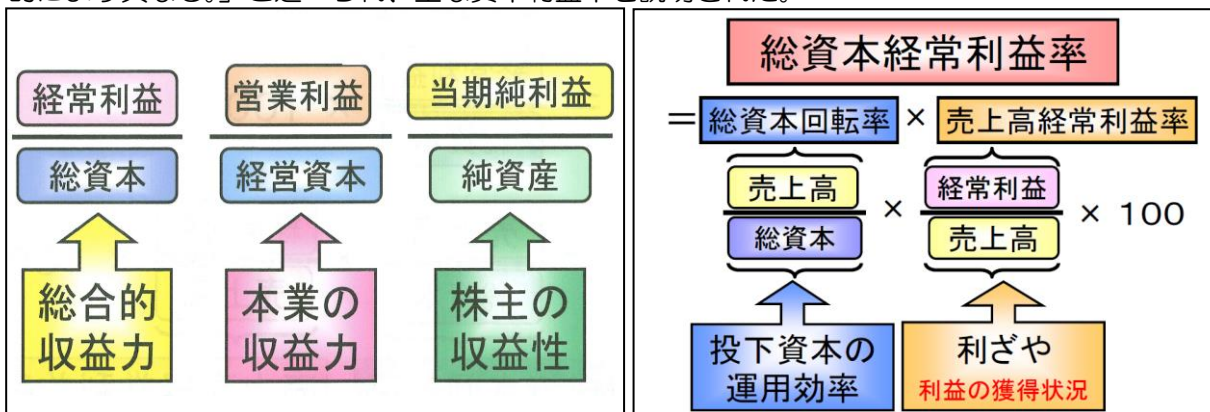 経常利益
総資本
総合的
収益力
営業利益
経営資本
本業の
収益力
当期純利益
純資産
株主の
収益性
総資本経常利益率
=総資本回転率×売上高経常利益率
売上高
総資本
×
経常利益
売上高
× 100
投下資本の
運用効率
利ざや
利益の獲得状況